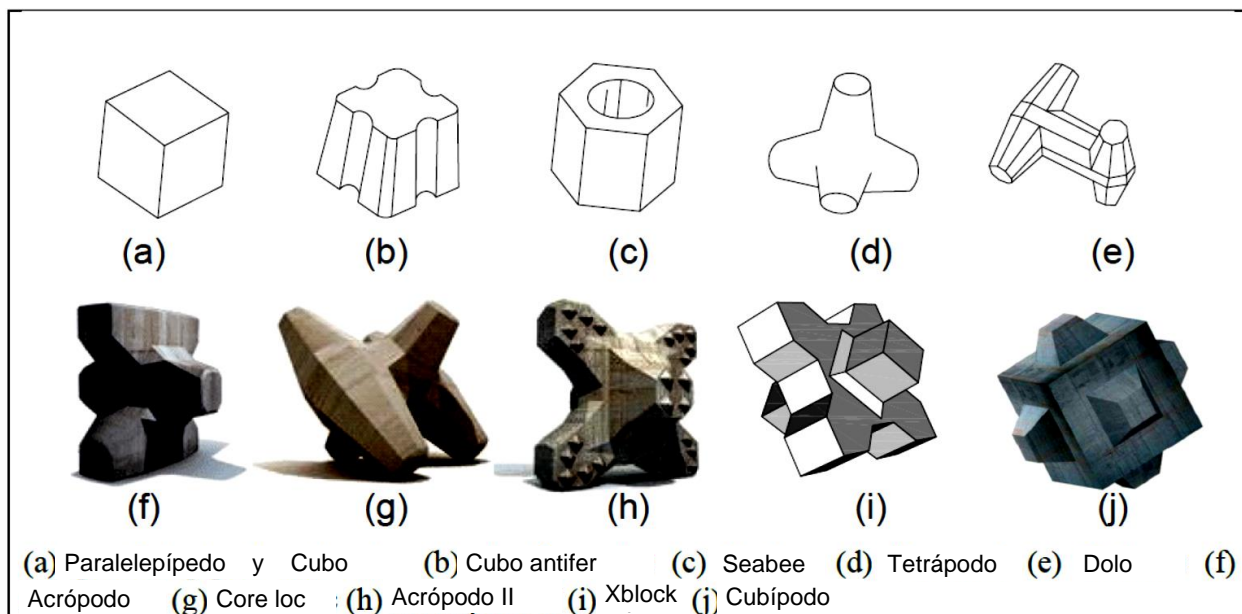 (a) (b) (c) (d) (e)
(f) (g) (h) (i) (j)
(a) Paralelepípedo y Cubo (b) Cubo antifer (c) Seabee (d) Tetrápodo (e) Dolo (f)
Acrópodo (g) Core loc : (h) Acrópodo II (i) Xblock (j) Cubípodo